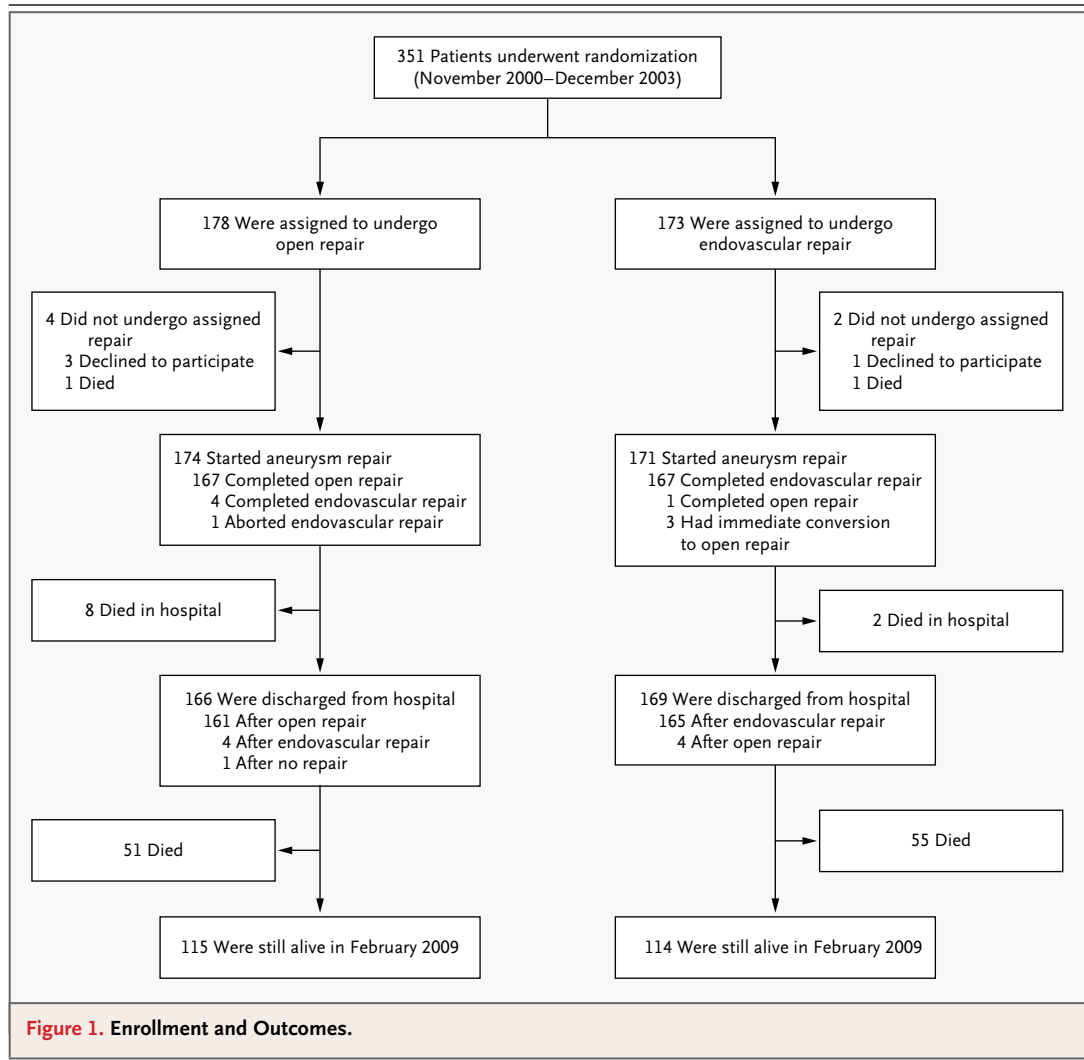 351 Patients underwent randomization
(November 2000–December 2003)
178 Were assigned to undergo
open repair
173 Were assigned to undergo
endovascular repair
4 Did not undergo assigned
repair
3 Declined to participate
1 Died
2 Did not undergo assigned
repair
1 Declined to participate
1 Died
174 Started aneurysm repair
167 Completed open repair
4 Completed endovascular repair
1 Aborted endovascular repair
171 Started aneurysm repair
167 Completed endovascular repair
1 Completed open repair
3 Had immediate conversion
to open repair
8 Died in hospital
2 Died in hospital
166 Were discharged from hospital
161 After open repair
4 After endovascular repair
1 After no repair
169 Were discharged from hospital
165 After endovascular repair
4 After open repair
51 Died
55 Died
115 Were still alive in February 2009
114 Were still alive in February 2009
Figure 1. Enrollment and Outcomes.